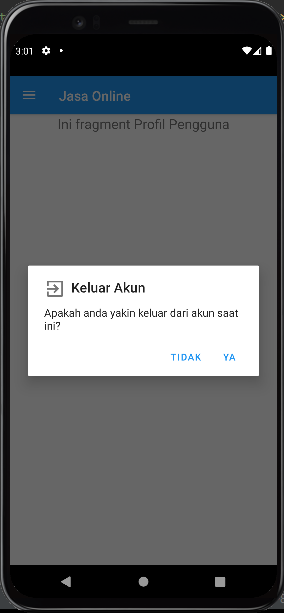 3:01
Jasa Online
Ini fragment Profil Pengguna
Keluar Akun
Apakah anda yakin keluar dari akun saat
ini?
TIDAK YA